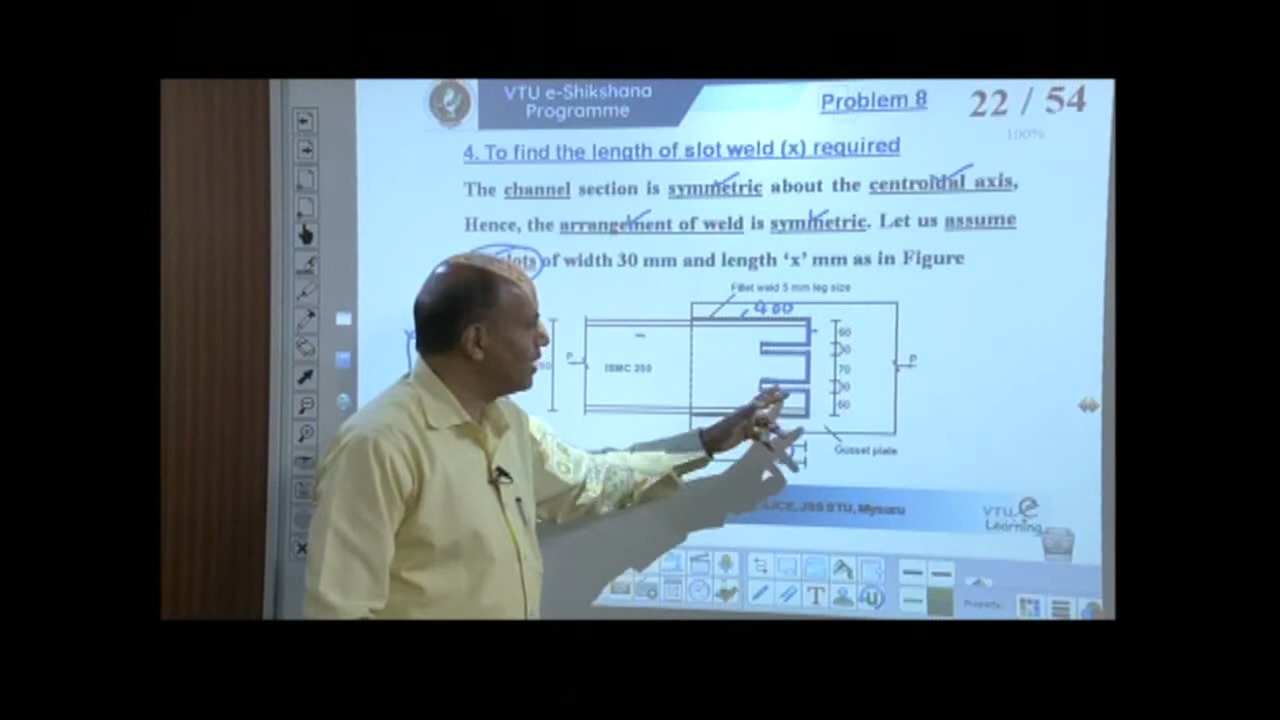 VTU e-Shikshana
Programme
Problem 8
22 / 54
100%
4. To find the length of slot weld (x) required
The channel section is symmetric about the centroidal axis.
Hence, the arrangement of weld is symmetric. Let us assume
of width 30 mm and length ‘x’ mm as in Figure
Fillet weld 5 mm leg size
400
60
P
ISMC 250
70
P
60
Gusset plate
JSS STU, Mysuru
VTU e
Learning